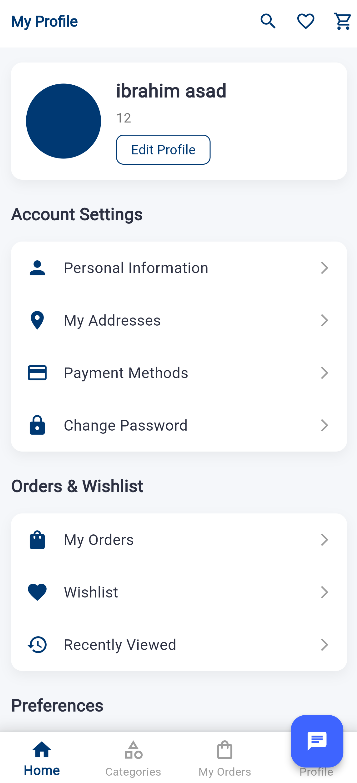 My Profile
ibrahim asad
12
Edit Profile
Account Settings
Personal Information
My Addresses
Payment Methods
Change Password
Orders & Wishlist
My Orders
Wishlist
Recently Viewed
Preferences
Home
Categories
My Orders
Profile